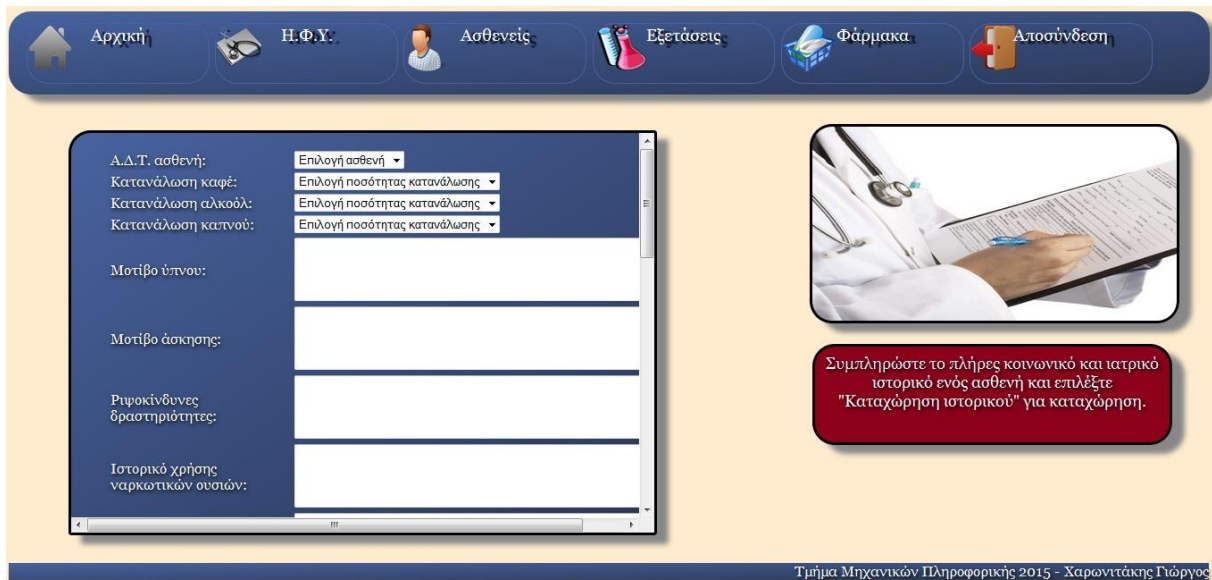 Αρχική
Η.Φ.Υ.
Ασθενείς
Εξετάσεις
Φάρμακα
Αποσύνδεση
Α.Δ.Τ. ασθενή:
Επιλογή ασθενή
Κατανάλωση καφέ:
Επιλογή ποσότητας κατανάλωσης
Κατανάλωση αλκοόλ:
Επιλογή ποσότητας κατανάλωσης
Κατανάλωση καπνού:
Επιλογή ποσότητας κατανάλωσης
Μοτίβο ύπνου:
Μοτίβο άσκησης:
Ριψοκίνδυνες
δραστηριότητες:
Ιστορικό χρήσης
ναρκωτικών ουσιών:
Συμπληρώστε το πλήρες κοινωνικό και ιατρικό
ιστορικό ενός ασθενή και επιλέξτε
"Καταχώρηση ιστορικού" για καταχώρηση.
Τμήμα Μηχανικών Πληροφορικής 2015 - Χαρωνιτάκης Γιώργος